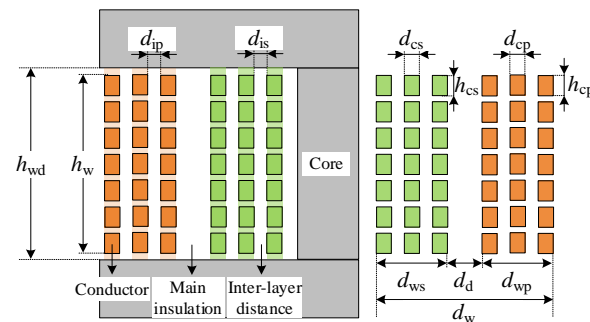 d_ip
d_is
d_cs
d_cp
h_cs
h_cp
h_wd
h_w
Core
Conductor
Main
insulation
Inter-layer
distance
d_ws
d_d
d_wp
d_w